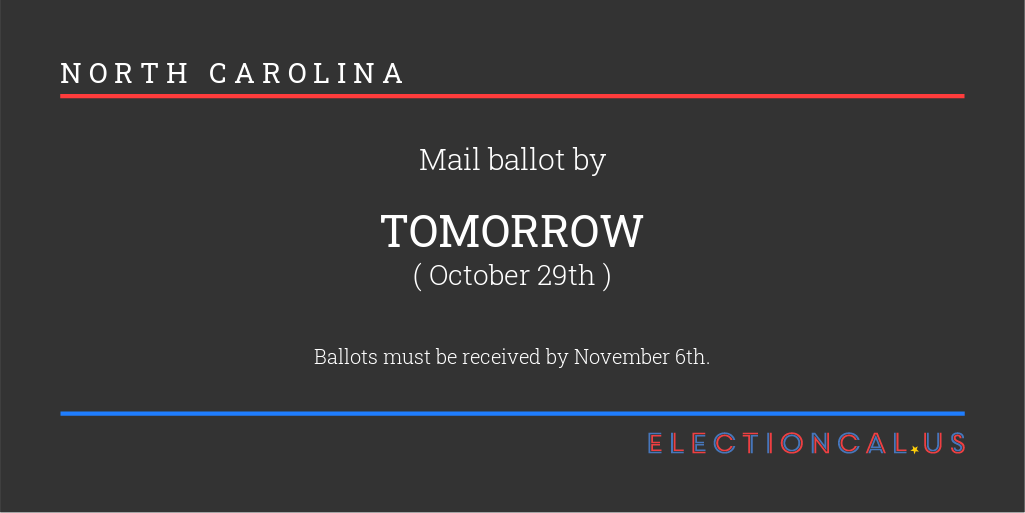 NORTH CAROLINA
Mail ballot by
TOMORROW
( October 29th )
Ballots must be received by November 6th.
ELECTIONCAL.US